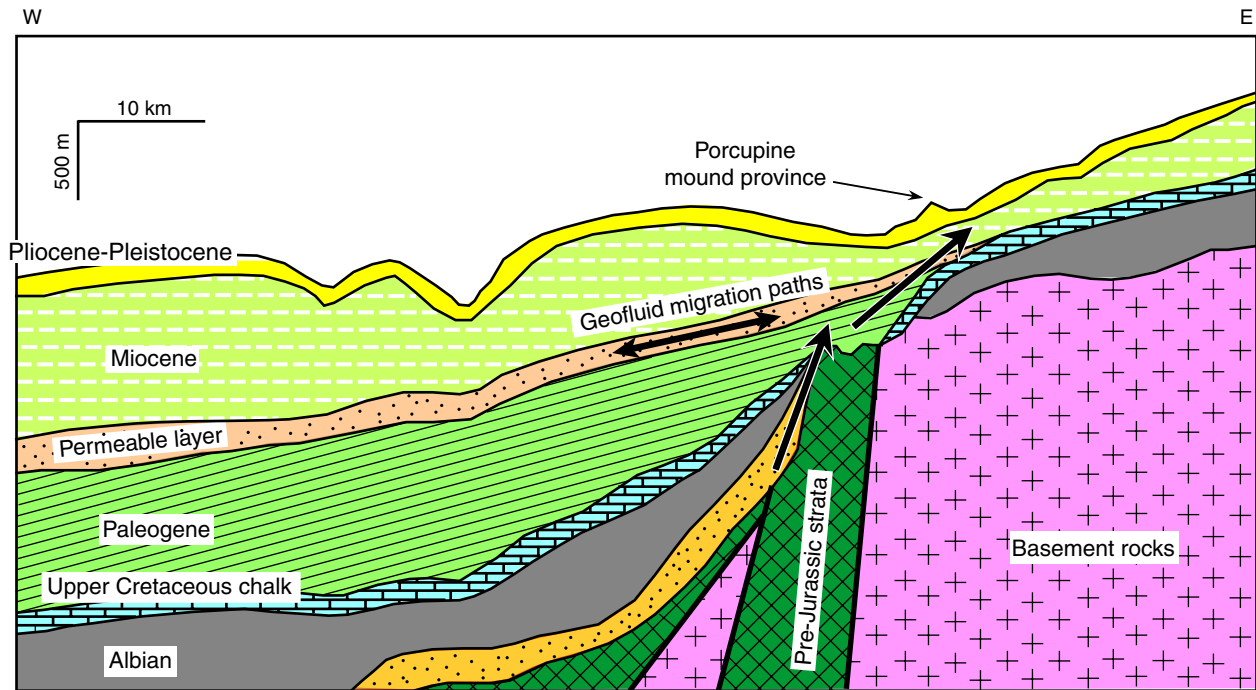 W
E
10 km
500 m
Porcupine
mound province
Pliocene-Pleistocene
Geofluid migration paths
Miocene
Permeable layer
Paleogene
Basement rocks
Upper Cretaceous chalk
Pre-Jurassic strata
Albian